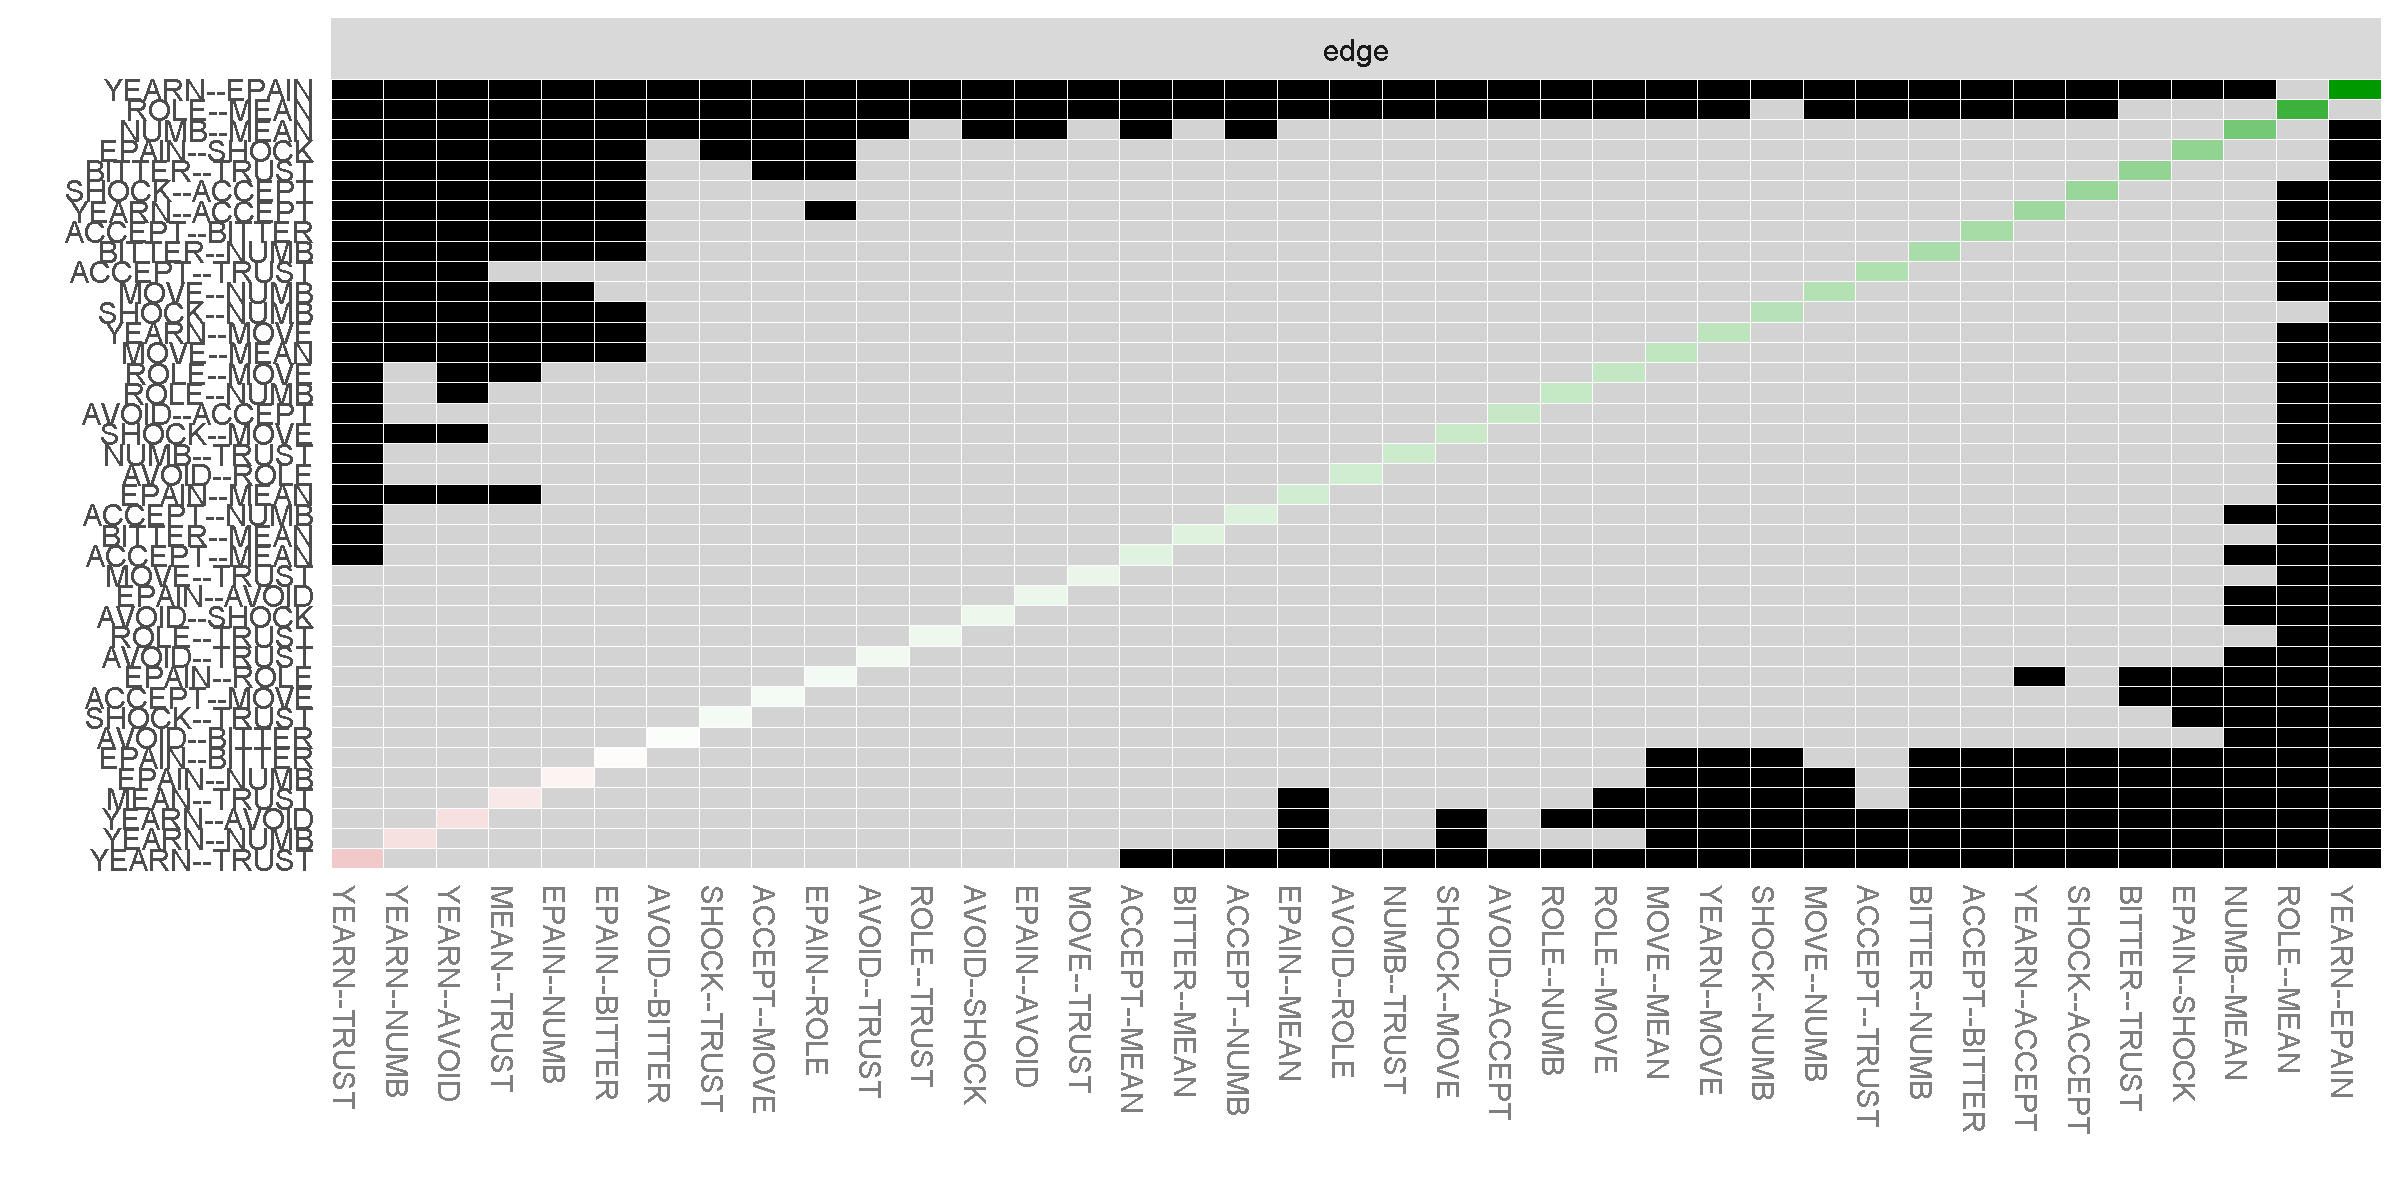 edge
YEARN--EPAIN
ROLE--MEAN
NUMB--MEAN
EPAIN--SHOCK
BITTER--TRUST
SHOCK--ACCEPT
YEARN--ACCEPT
ACCEPT--BITTER
BITTER--NUMB
ACCEPT--TRUST
MOVE--NUMB
SHOCK--NUMB
YEARN--MOVE
MOVE--MEAN
ROLE--MOVE
ROLE--NUMB
AVOID--ACCEPT
SHOCK--MOVE
NUMB--TRUST
AVOID--ROLE
EPAIN--MEAN
ACCEPT--NUMB
BITTER--MEAN
ACCEPT--MEAN
MOVE--TRUST
EPAIN--AVOID
AVOID--SHOCK
ROLE--TRUST
AVOID--TRUST
EPAIN--ROLE
ACCEPT--MOVE
SHOCK--TRUST
AVOID--BITTER
EPAIN--BITTER
EPAIN--NUMB
MEAN--TRUST
YEARN--AVOID
YEARN--NUMB
YEARN--TRUST
YEARN--TRUST
YEARN--NUMB
YEARN--AVOID
MEAN--TRUST
EPAIN--NUMB
EPAIN--BITTER
AVOID--BITTER
SHOCK--TRUST
ACCEPT--MOVE
EPAIN--ROLE
AVOID--TRUST
ROLE--TRUST
AVOID--SHOCK
EPAIN--AVOID
MOVE--TRUST
ACCEPT--MEAN
BITTER--MEAN
ACCEPT--NUMB
EPAIN--MEAN
AVOID--ROLE
NUMB--TRUST
SHOCK--MOVE
AVOID--ACCEPT
ROLE--NUMB
ROLE--MOVE
MOVE--MEAN
YEARN--MOVE
SHOCK--NUMB
MOVE--NUMB
ACCEPT--TRUST
BITTER--NUMB
ACCEPT--BITTER
YEARN--ACCEPT
SHOCK--ACCEPT
BITTER--TRUST
EPAIN--SHOCK
NUMB--MEAN
ROLE--MEAN
YEARN--EPAIN